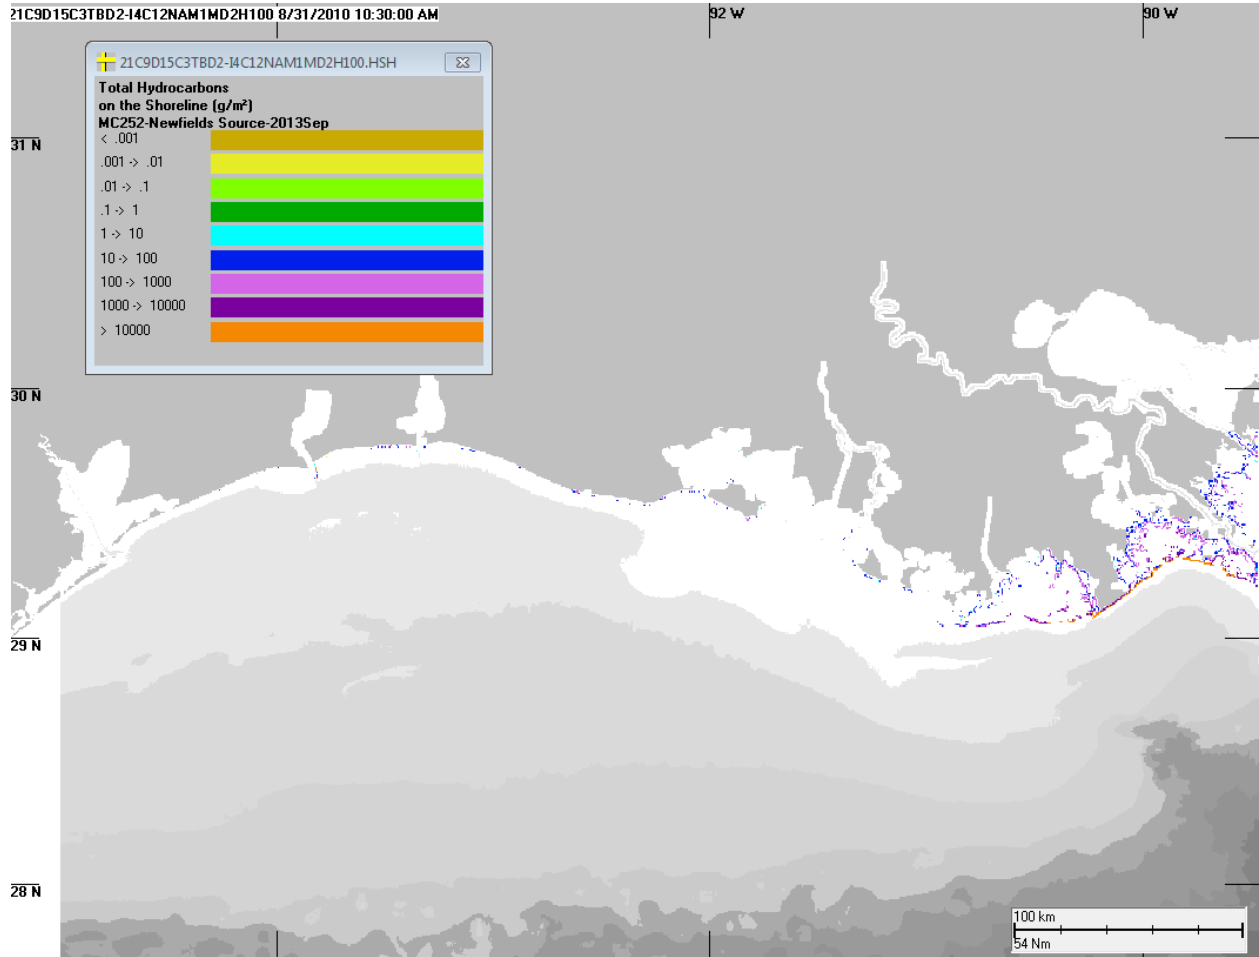 21C9D15C3TBD2-I4C12NAM1MD2H100 8/31/2010 10:30:00 AM
92 W
90 W
21C9D15C3TBD2-I4C12NAM1MD2H100.HSH
Total Hydrocarbons
on the Shoreline (g/m²)
MC252-Newfields Source-2013Sep
< .001
.001 -> .01
.01 -> .1
.1 -> 1
1 -> 10
10 -> 100
100 -> 1000
1000 -> 10000
> 10000
31 N
30 N
29 N
28 N
100 km
54 Nm